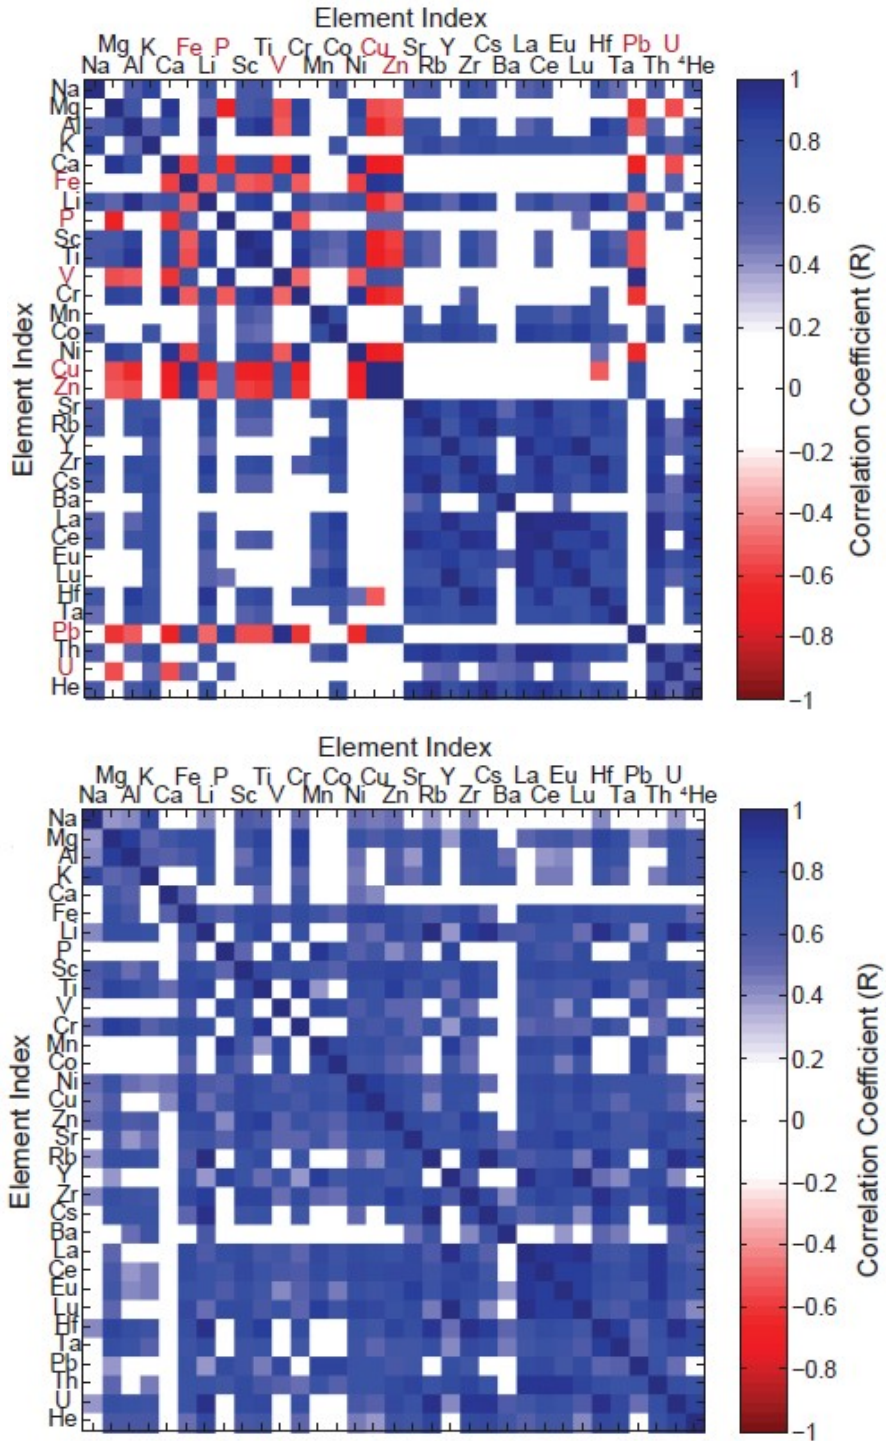 Element Index
Mg K Fe P Ti Cr Co Cu Sr Y Cs La Eu Hf Pb U
Na Al Ca Li Sc V Mn Ni Zn Rb Zr Ba Ce Lu Ta Th ⁴He
Na
Mg
Al
K
Ca
Fe
Li
P
Sc
Ti
V
Cr
Mn
Co
Ni
Cu
Zn
Sr
Rb
Y
Zr
Cs
Ba
La
Ce
Eu
Lu
Hf
Ta
Pb
Th
U
He
Element Index
1
0.8
0.6
0.4
0.2
0
−0.2
−0.4
−0.6
−0.8
−1
Correlation Coefficient (R)
Element Index
Mg K Fe P Ti Cr Co Cu Sr Y Cs La Eu Hf Pb U
Na Al Ca Li Sc V Mn Ni Zn Rb Zr Ba Ce Lu Ta Th ⁴He
Na
Mg
Al
K
Ca
Fe
Li
P
Sc
Ti
V
Cr
Mn
Co
Ni
Cu
Zn
Sr
Rb
Y
Zr
Cs
Ba
La
Ce
Eu
Lu
Hf
Ta
Pb
Th
U
He
Element Index
1
0.8
0.6
0.4
0.2
0
−0.2
−0.4
−0.6
−0.8
−1
Correlation Coefficient (R)